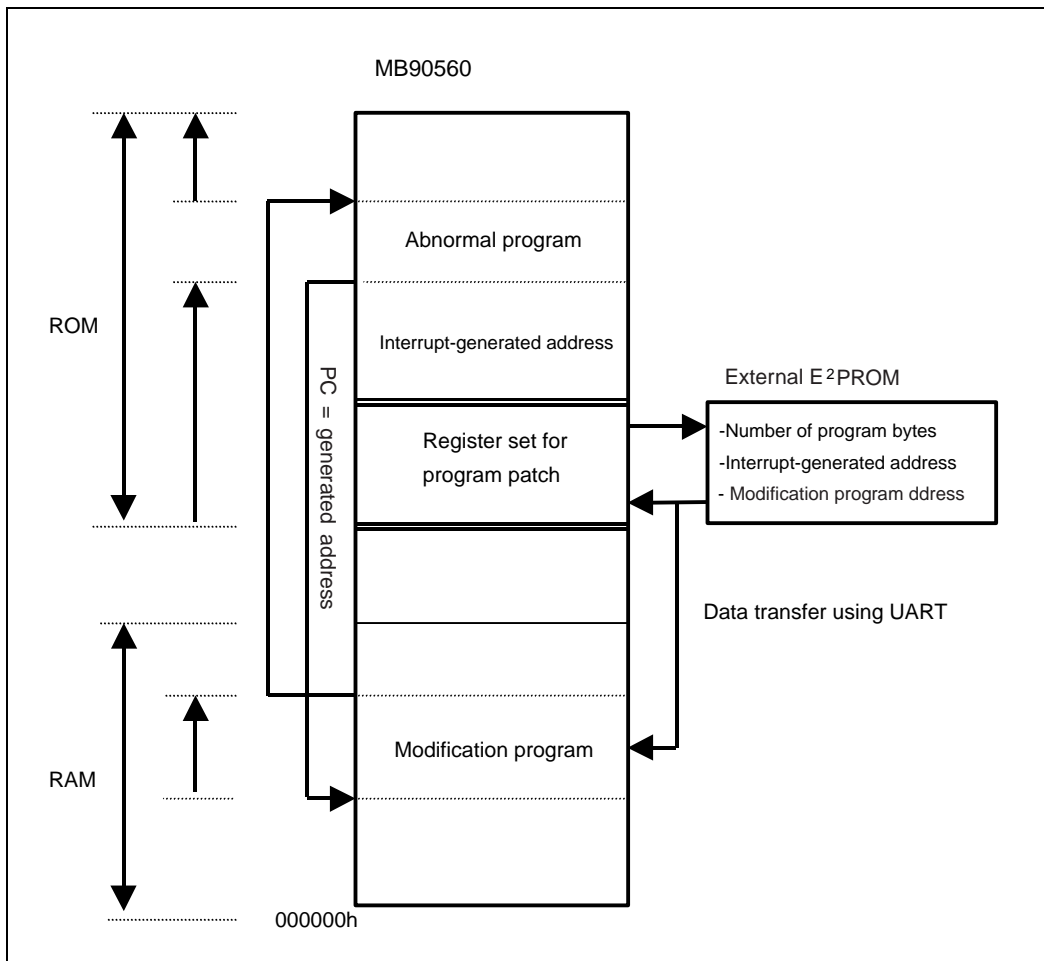 MB90560
Abnormal program
ROM
Interrupt-generated address
PC = generated address
External E²PROM
-Number of program bytes
-Interrupt-generated address
- Modification program ddress
Register set for
program patch
Data transfer using UART
Modification program
RAM
000000h